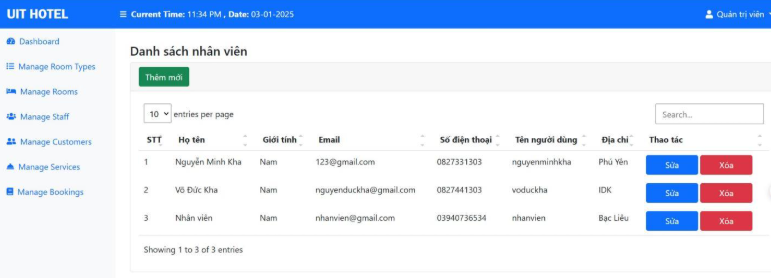 UIT HOTEL
Current Time: 11:34 PM , Date: 03-01-2025
Quản trị viên
Dashboard
Manage Room Types
Manage Rooms
Manage Staff
Manage Customers
Manage Services
Manage Bookings
Danh sách nhân viên
Thêm mới
10 entries per page
Search...
STT Họ tên Giới tính Email Số điện thoại Tên người dùng Địa chỉ Thao tác
1 Nguyễn Minh Kha Nam 123@gmail.com 0827331303 nguyenminhkha Phú Yên Sửa Xóa
2 Võ Đức Kha Nam nguyenduckha@gmail.com 0827441303 voduckha IDK Sửa Xóa
3 Nhân viên Nam nhanvien@gmail.com 03940736534 nhanvien Bạc Liêu Sửa Xóa
Showing 1 to 3 of 3 entries